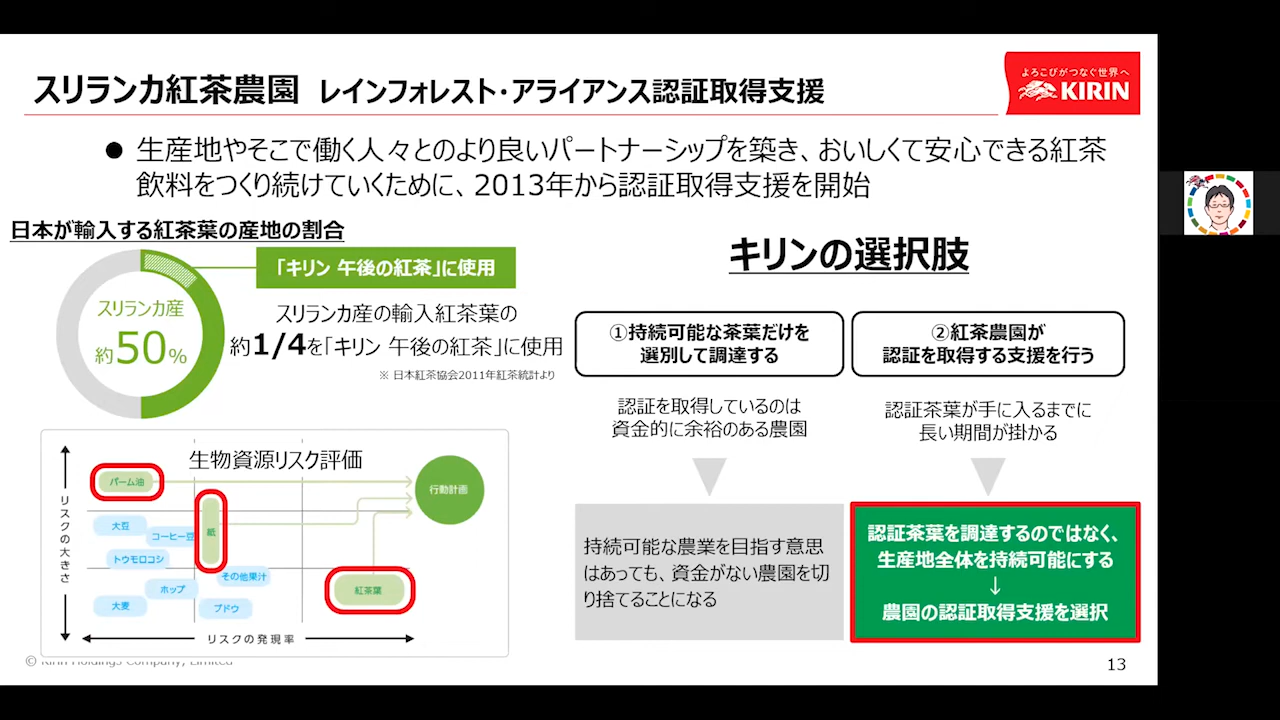 スリランカ紅茶農園 レインフォレスト・アライアンス認証取得支援
よろこびがつなぐ世界へ
KIRIN
● 生産地やそこで働く人々とのより良いパートナーシップを築き、おいしくて安心できる紅茶
飲料をつくり続けていくために、2013年から認証取得支援を開始
日本が輸入する紅茶葉の産地の割合
「キリン 午後の紅茶」に使用
スリランカ産
約50%
スリランカ産の輸入紅茶葉の
約1/4を「キリン 午後の紅茶」に使用
※ 日本紅茶協会2011年紅茶統計より
キリンの選択肢
①持続可能な茶葉だけを
選別して調達する
②紅茶農園が
認証を取得する支援を行う
認証を取得しているのは
資金的に余裕のある農園
認証茶葉が手に入るまでに
長い期間が掛かる
持続可能な農業を目指す意思
はあっても、資金がない農園を切
り捨てることになる
認証茶葉を調達するのではなく、
生産地全体を持続可能にする
↓
農園の認証取得支援を選択
生物資源リスク評価
リスクの大きさ
パーム油
行動計画
大豆
コーヒー豆
紙
トウモロコシ
その他果汁
ホップ
紅茶葉
大麦
ブドウ
リスクの発現率
© Kirin Holdings Company, Limited
13